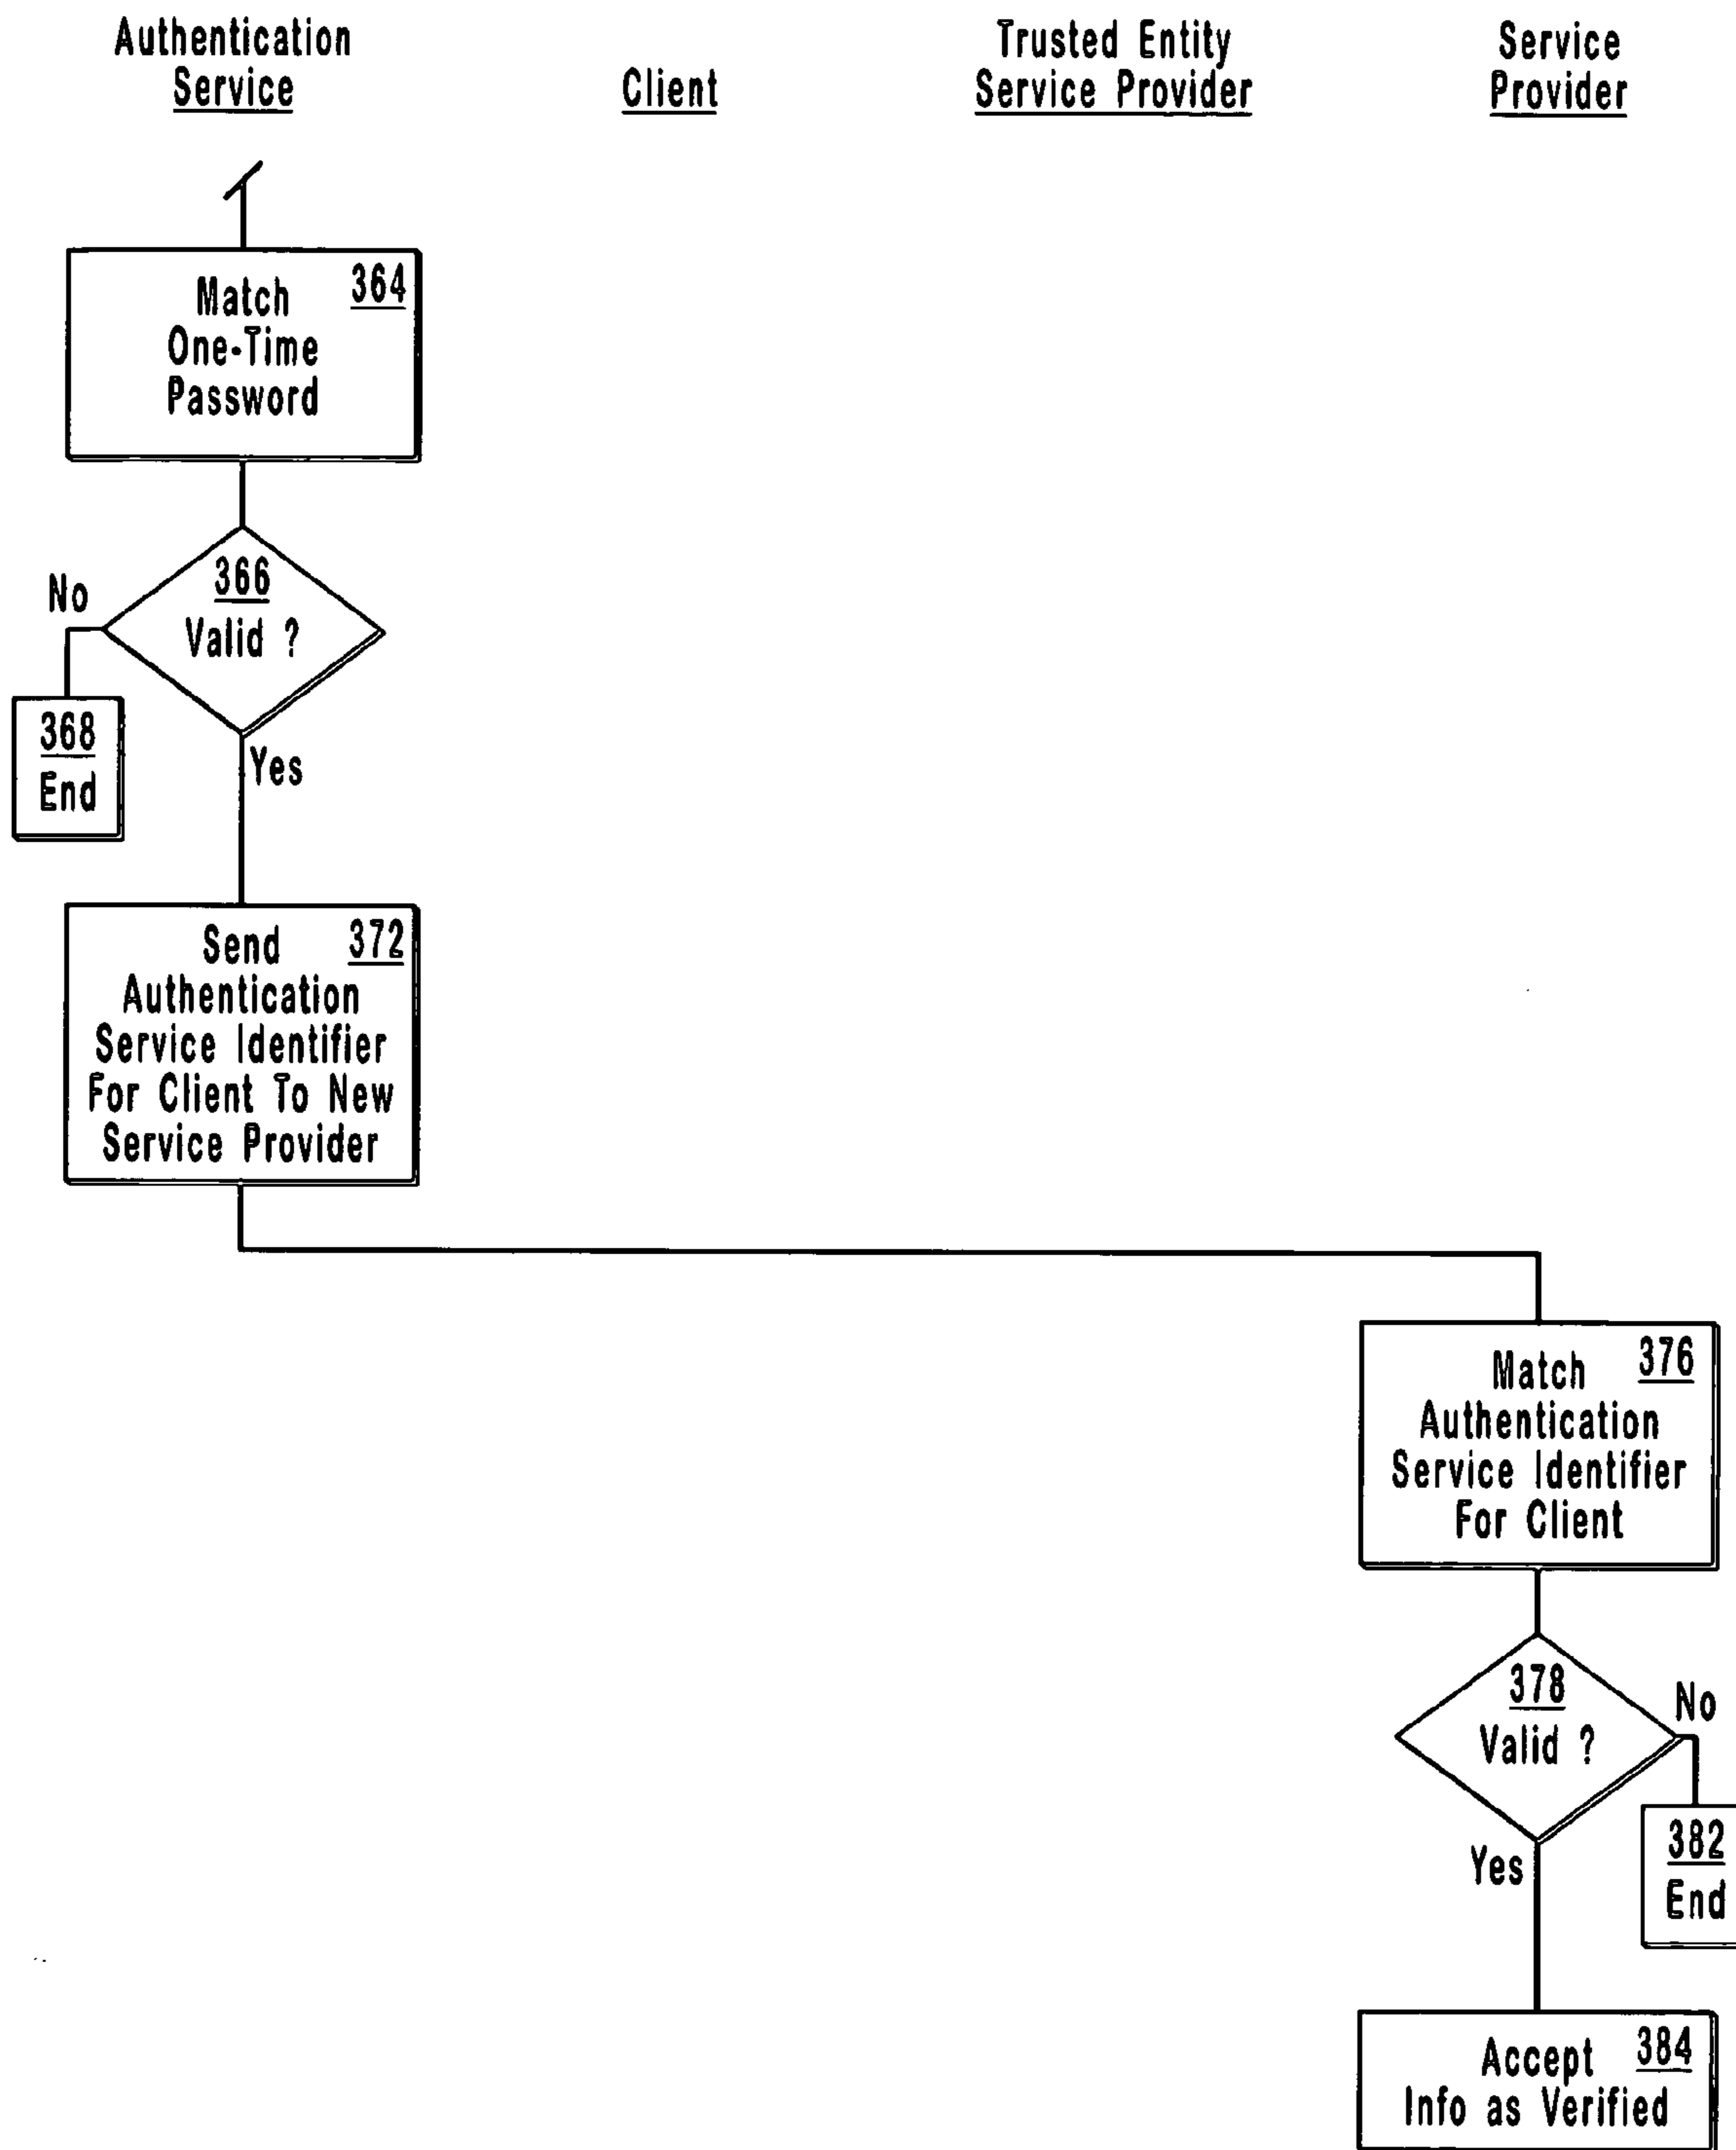 Authentication
Service
Client
Trusted Entity
Service Provider
Service
Provider
364
Match
One-Time
Password
366
Valid ?
No
Yes
368
End
372
Send
Authentication
Service Identifier
For Client To New
Service Provider
376
Match
Authentication
Service Identifier
For Client
378
Valid ?
No
Yes
382
End
384
Accept
Info as Verified